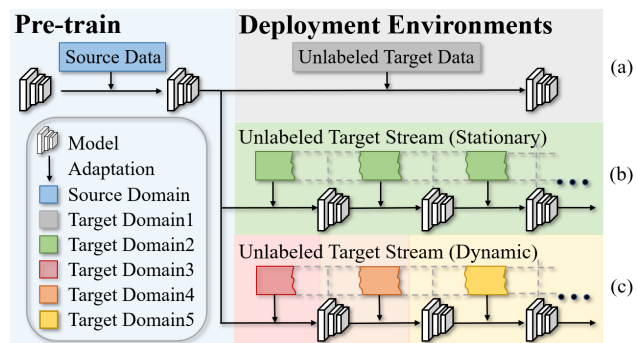 Pre-train
Deployment Environments
Source Data
Unlabeled Target Data
(a)
Unlabeled Target Stream (Stationary)
(b)
Unlabeled Target Stream (Dynamic)
(c)
Model
Adaptation
Source Domain
Target Domain1
Target Domain2
Target Domain3
Target Domain4
Target Domain5